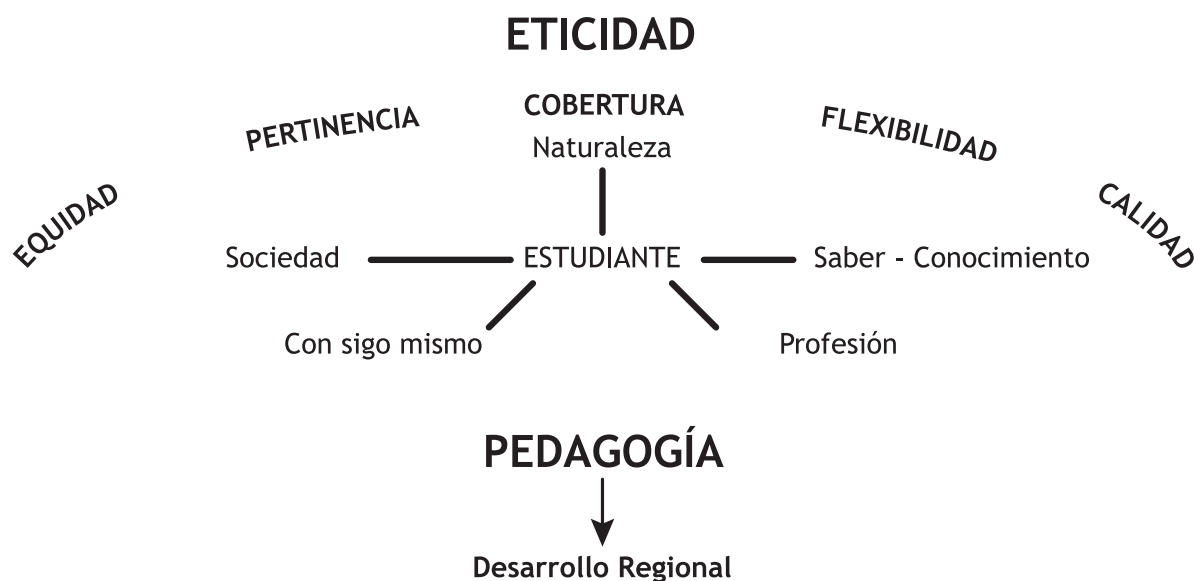 ETICIDAD
COBERTURA
PERTINENCIA
FLEXIBILIDAD
Naturaleza
EQUIDAD
CALIDAD
Sociedad
ESTUDIANTE
Saber - Conocimiento
Con sigo mismo
Profesión
PEDAGOGÍA
Desarrollo Regional